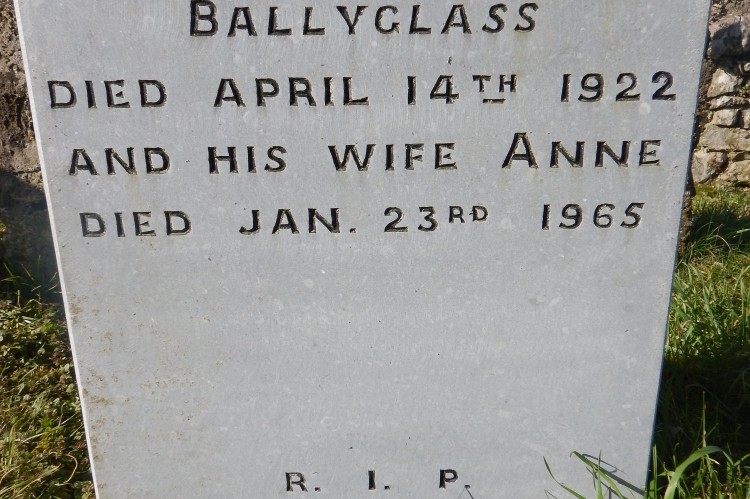 BALLYGLASS
DIED APRIL 14TH 1922
AND HIS WIFE ANNE
DIED JAN. 23RD 1965
R. I. P.